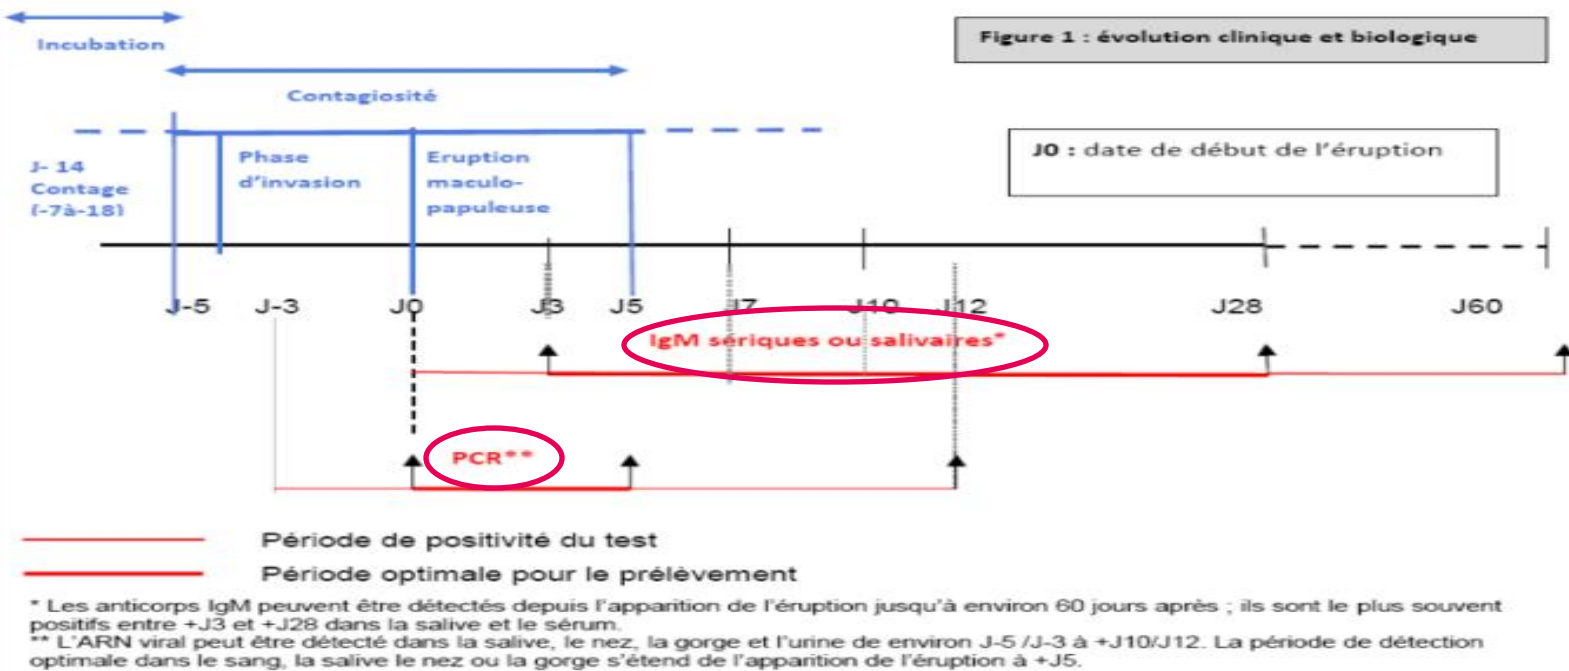 Incubation
Figure 1 : évolution clinique et biologique
Contagiosité
J- 14
Contage
(-7à-18)
Phase
d'invasion
Eruption
maculo-
papuleuse
J0 : date de début de l'éruption
J-5 J-3 J0 J3 J5 J7 J10 J12 J28 J60
IgM sériques ou salivaires*
PCR**
Période de positivité du test
Période optimale pour le prélèvement
* Les anticorps IgM peuvent être détectés depuis l'apparition de l'éruption jusqu'à environ 60 jours après ; ils sont le plus souvent
positifs entre +J3 et +J28 dans la salive et le sérum.
** L'ARN viral peut être détecté dans la salive, le nez, la gorge et l'urine de environ J-5 /J-3 à +J10/J12. La période de détection
optimale dans le sang, la salive le nez ou la gorge s'étend de l'apparition de l'éruption à +J5.